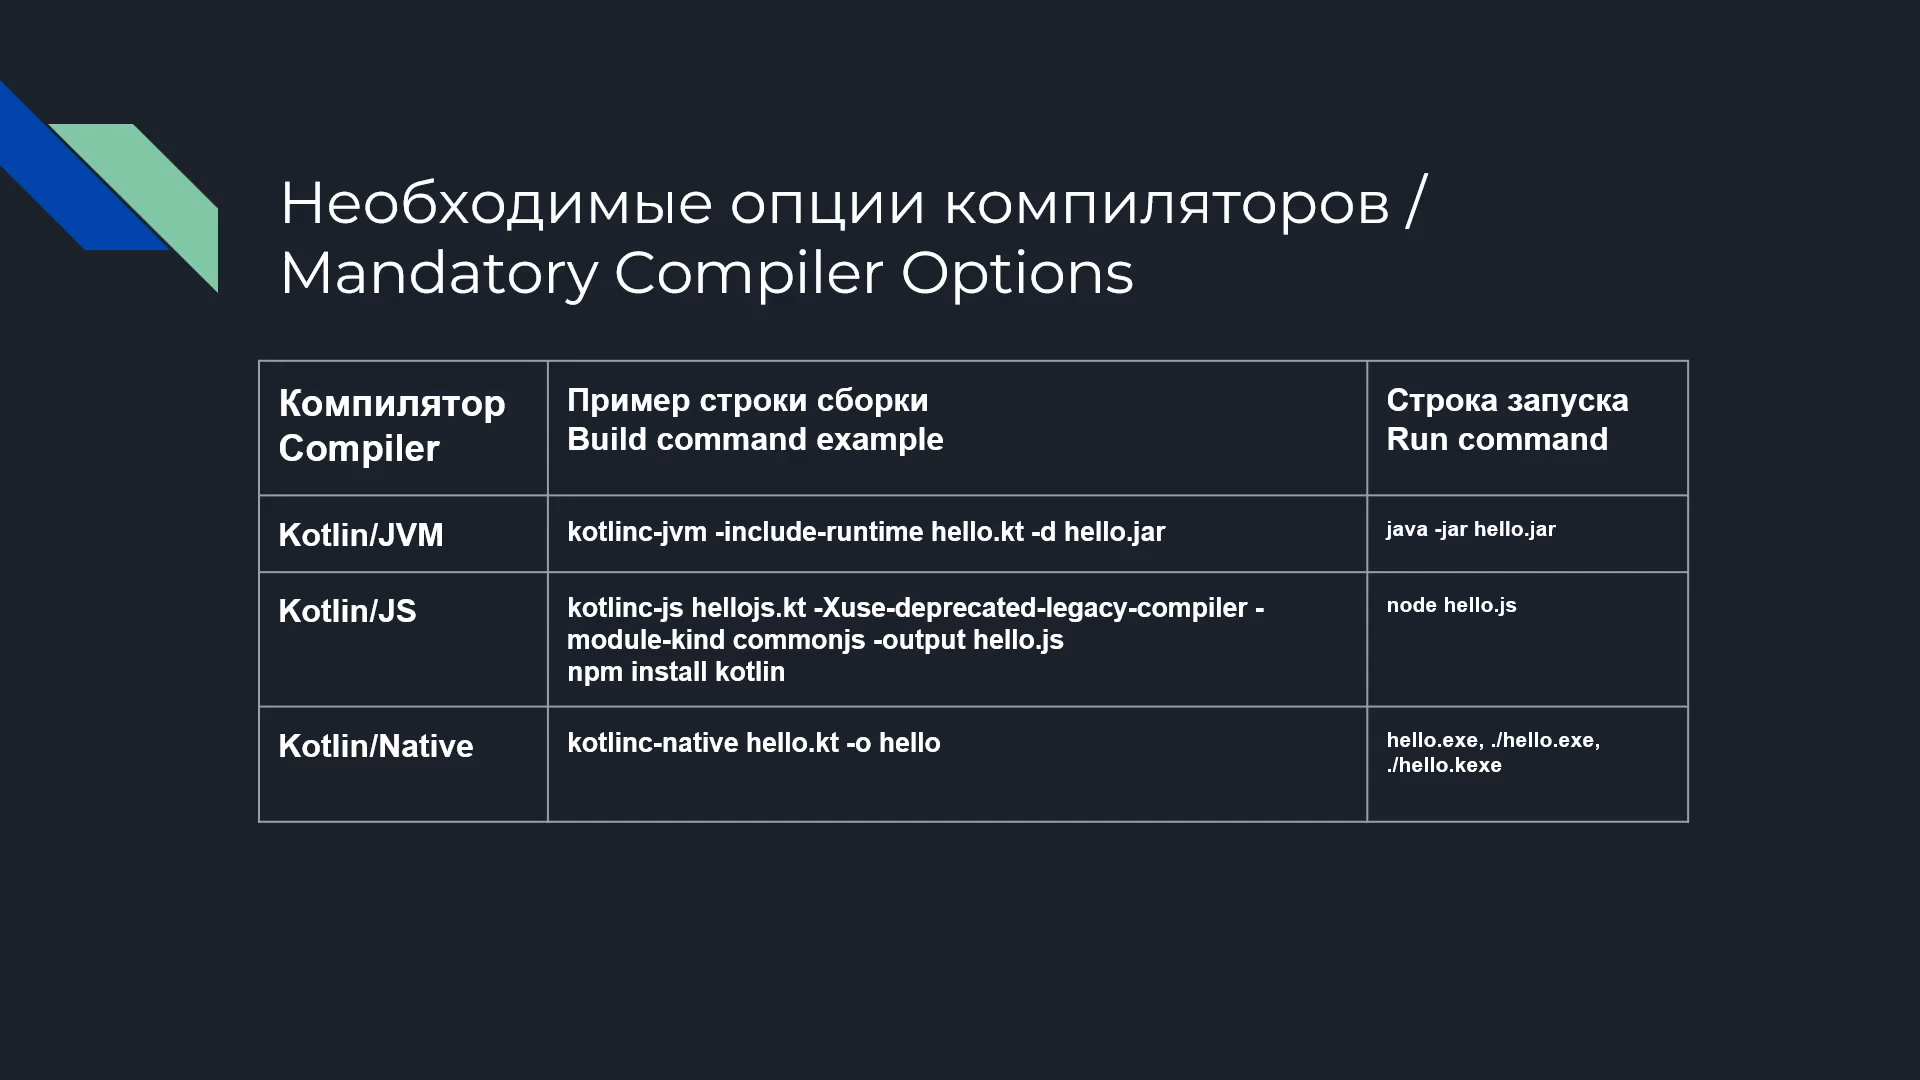 Необходимые опции компиляторов /
Mandatory Compiler Options
Компилятор
Compiler
Пример строки сборки
Build command example
Строка запуска
Run command
Kotlin/JVM
kotlinc-jvm -include-runtime hello.kt -d hello.jar
java -jar hello.jar
Kotlin/JS
kotlinc-js hellojs.kt -Xuse-deprecated-legacy-compiler -
module-kind commonjs -output hello.js
npm install kotlin
node hello.js
Kotlin/Native
kotlinc-native hello.kt -o hello
hello.exe, ./hello.exe,
./hello.kexe